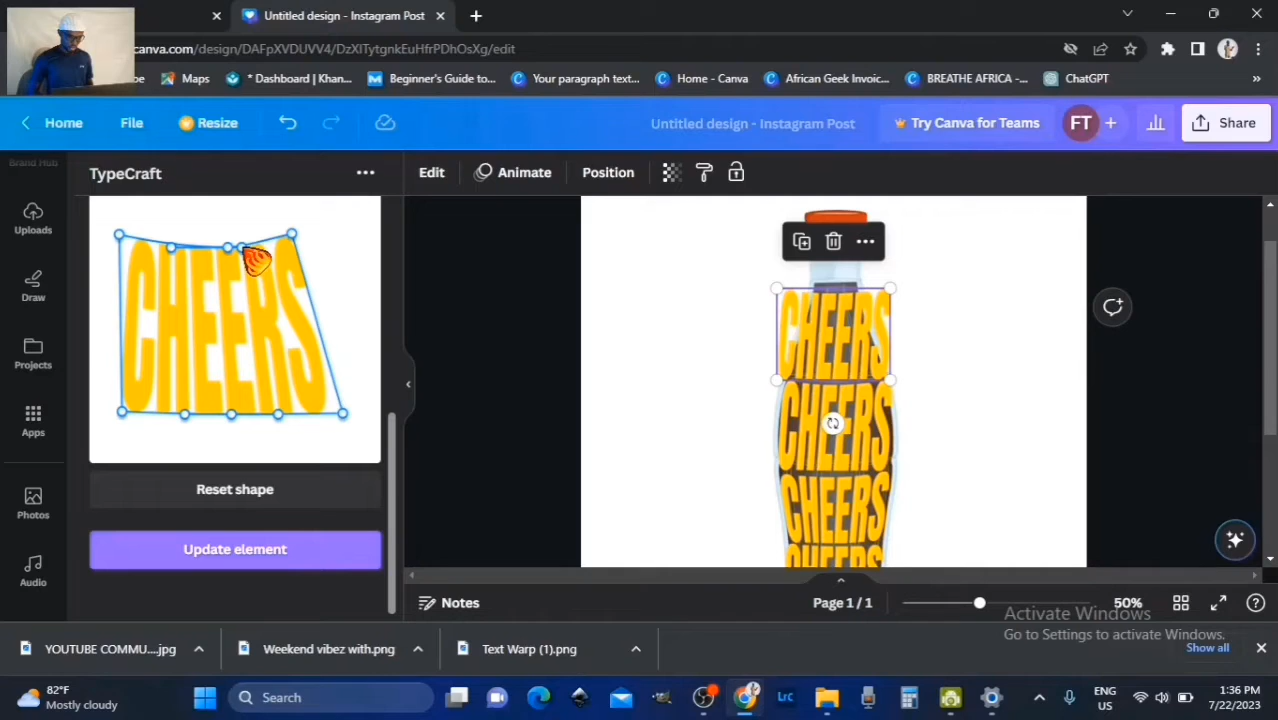 Untitled design - Instagram Post
canva.com/design/DAFpXVDUVV4/DzXlTytgnkEuHfrPDhOsXg/edit
Maps
* Dashboard | Khan...
Beginner's Guide to...
Your paragraph text...
Home - Canva
African Geek Invoic...
BREATHE AFRICA -...
ChatGPT
Home
File
Resize
Untitled design - Instagram Post
Try Canva for Teams
FT
Share
Brand Hub
TypeCraft
Edit
Animate
Position
Uploads
Draw
Projects
Apps
Photos
Audio
CHEERS
Reset shape
Update element
CHEERS
CHEERS
CHEERS
CHEERS
Notes
Page 1 / 1
50%
Activate Windows
Go to Settings to activate Windows.
YOUTUBE COMMU....jpg
Weekend vibez with.png
Text Warp (1).png
Show all
82°F
Mostly cloudy
Search
Lrc
ENG
US
1:36 PM
7/22/2023